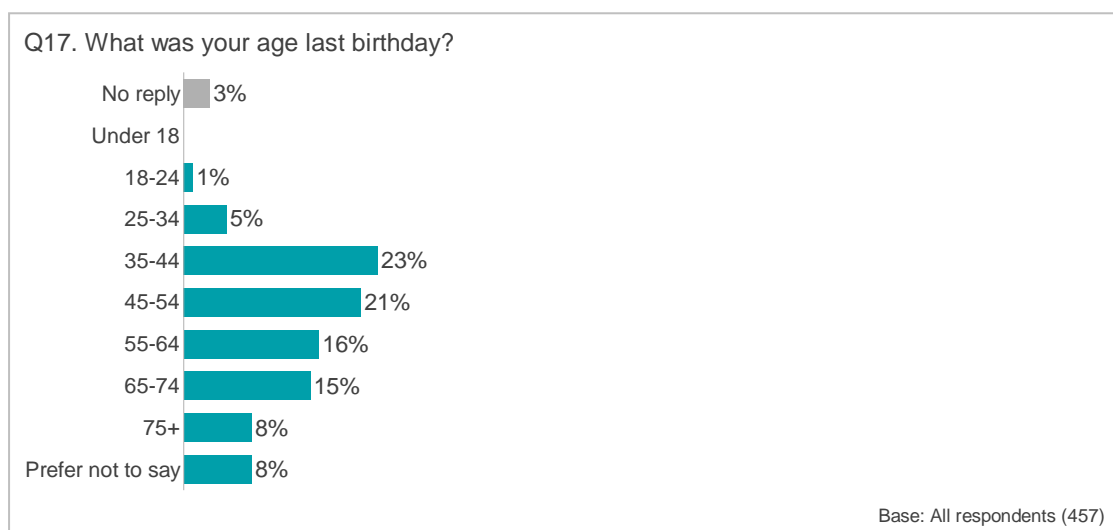 Q17. What was your age last birthday?
No reply 3%
Under 18
18-24 1%
25-34 5%
35-44 23%
45-54 21%
55-64 16%
65-74 15%
75+ 8%
Prefer not to say 8%
Base: All respondents (457)